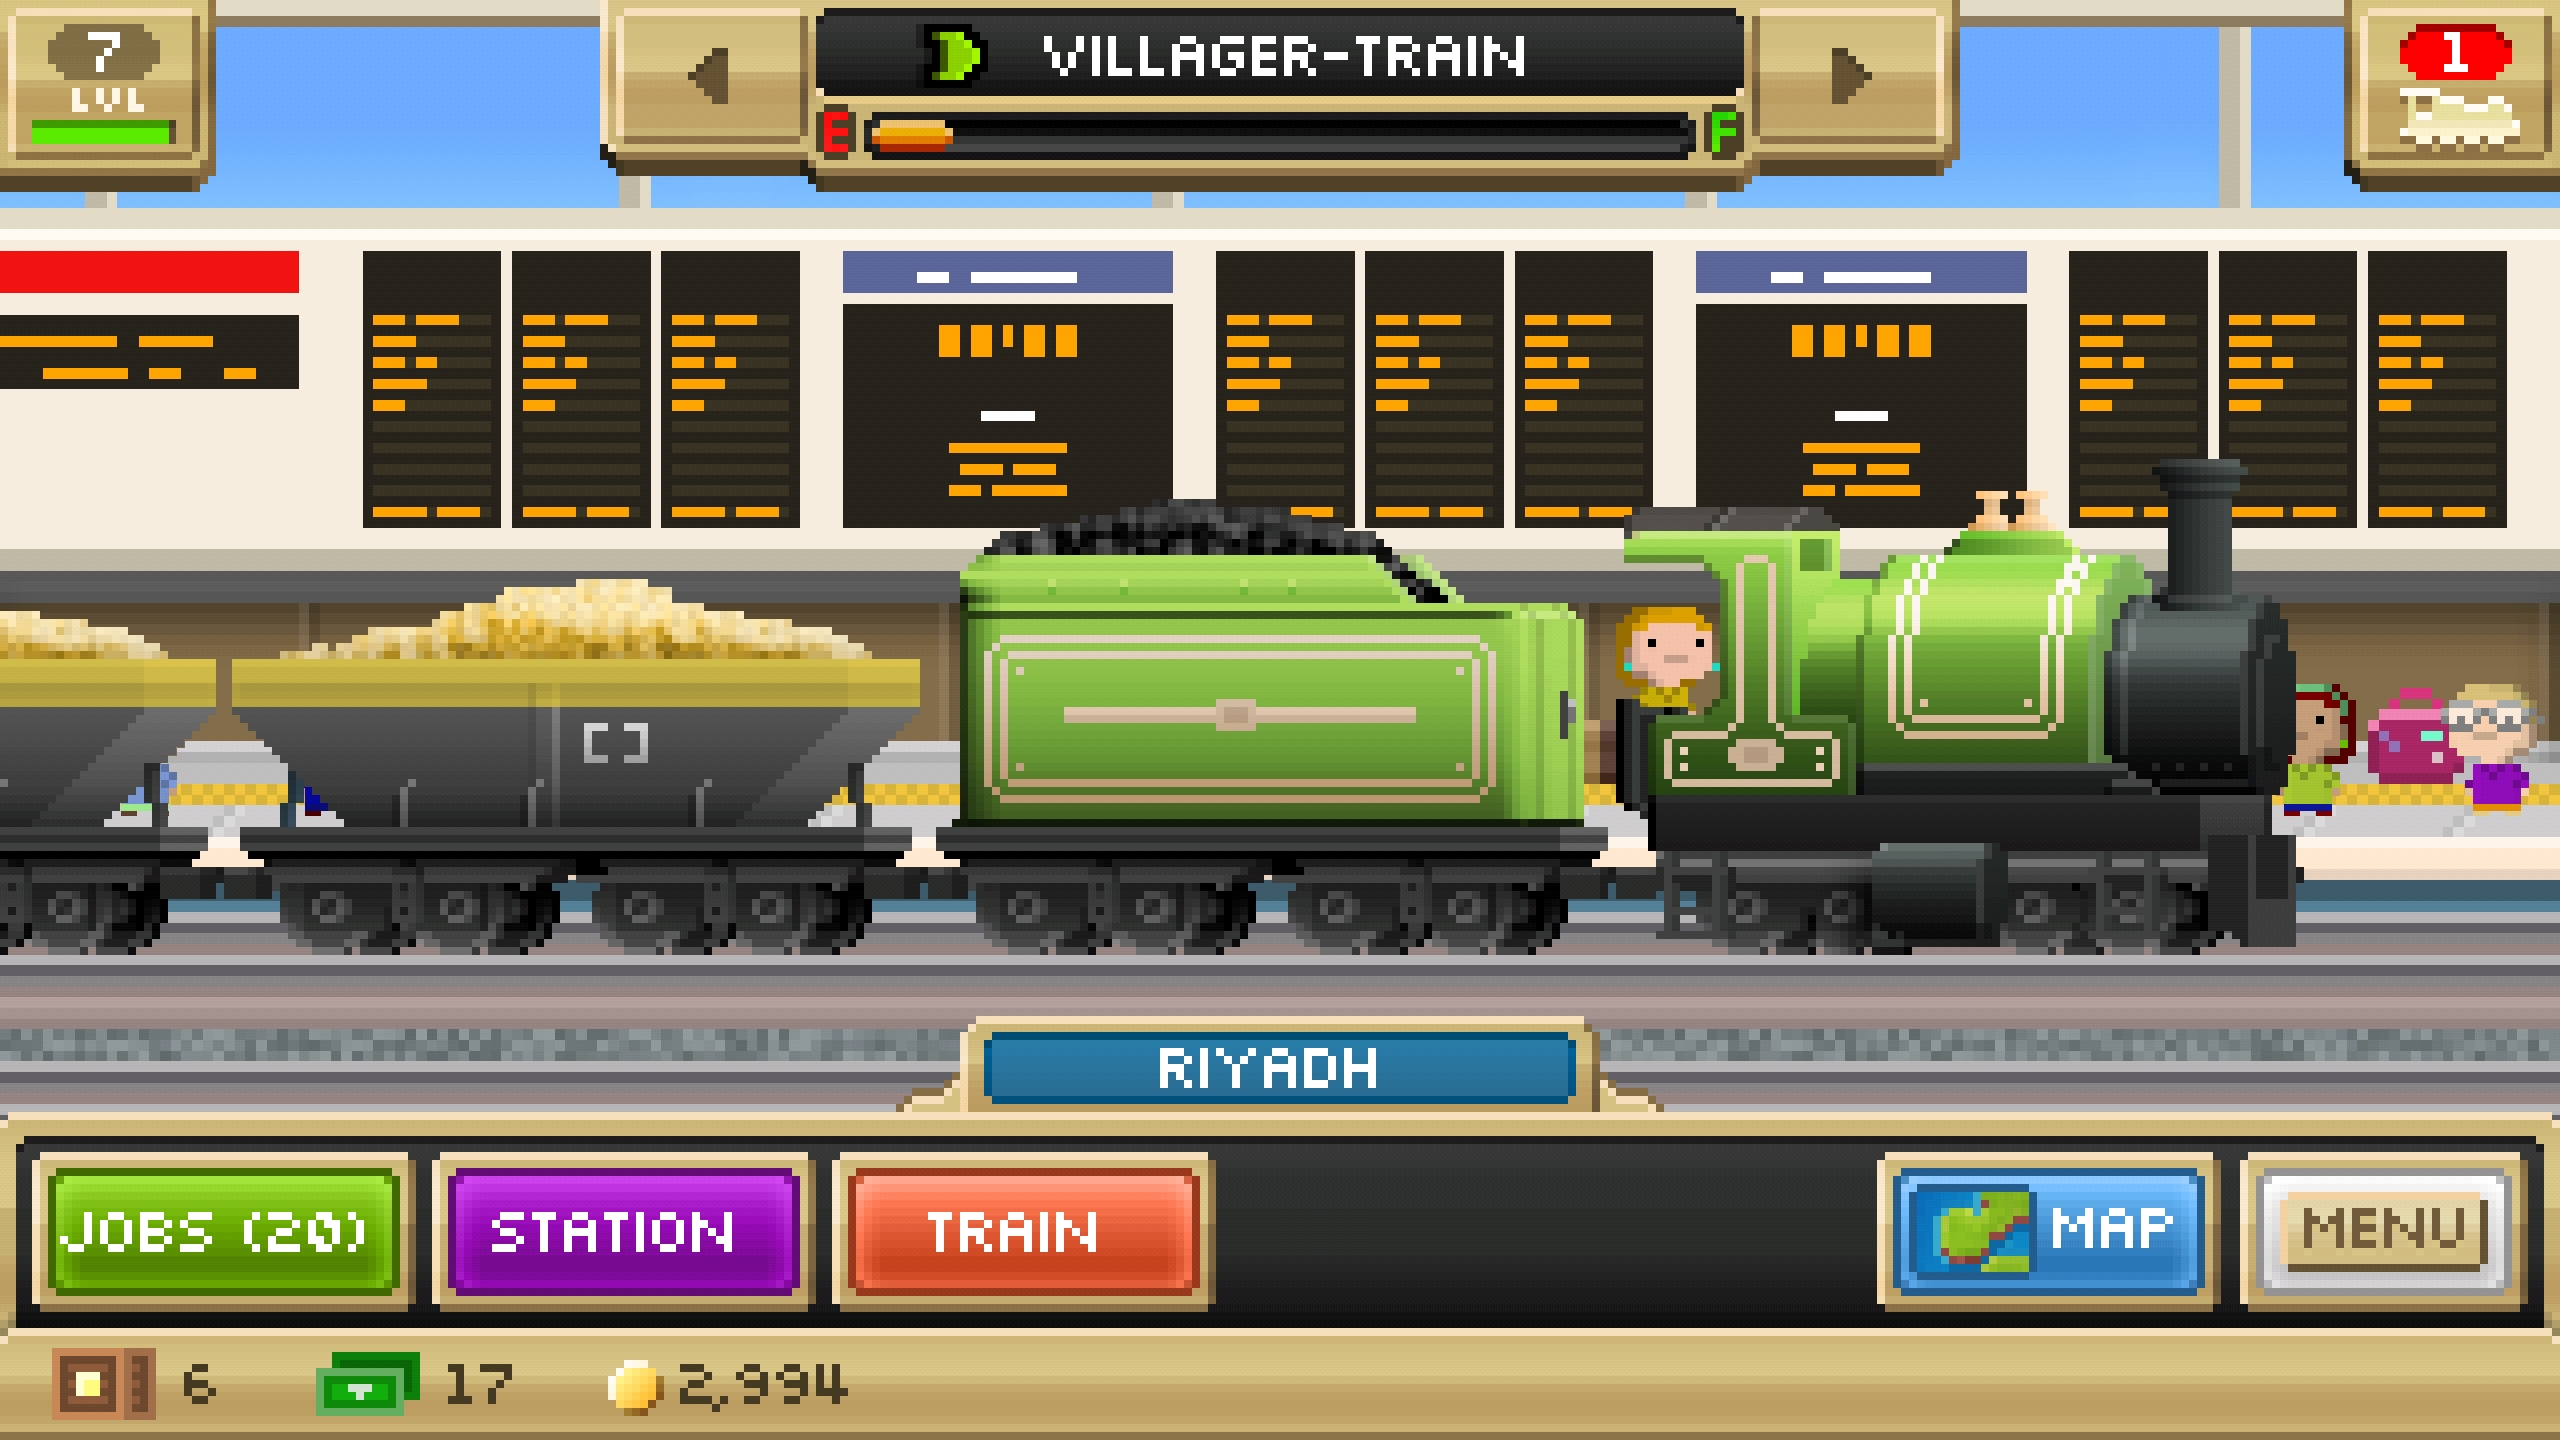 7
LVL
VILLAGER-TRAIN
E
F
1
RIYADH
JOBS (20)
STATION
TRAIN
MAP
MENU
6
17
2,994